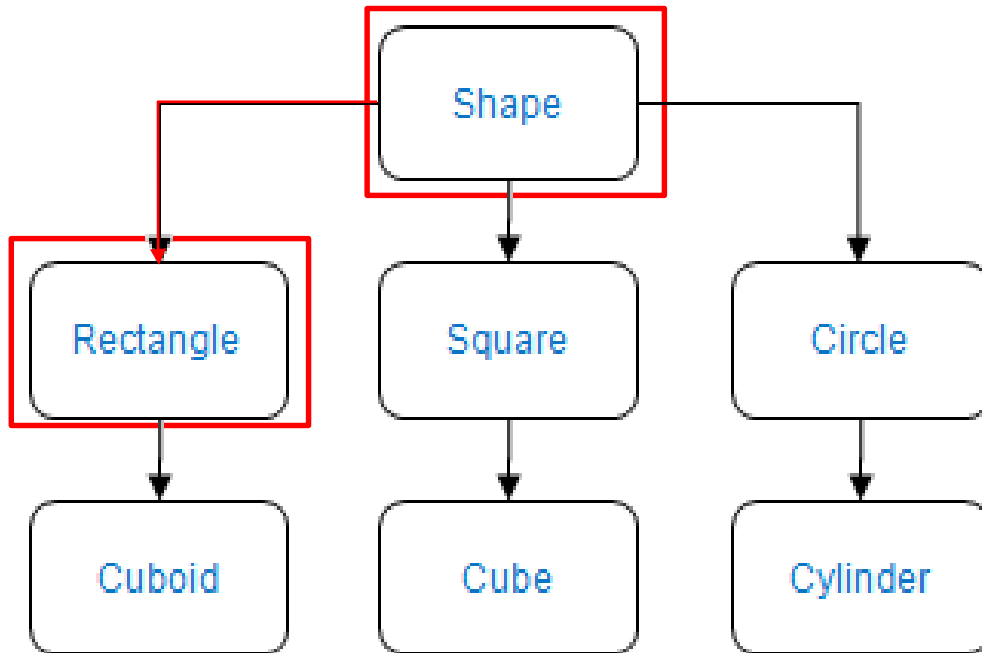 Shape
Rectangle
Square
Circle
Cuboid
Cube
Cylinder